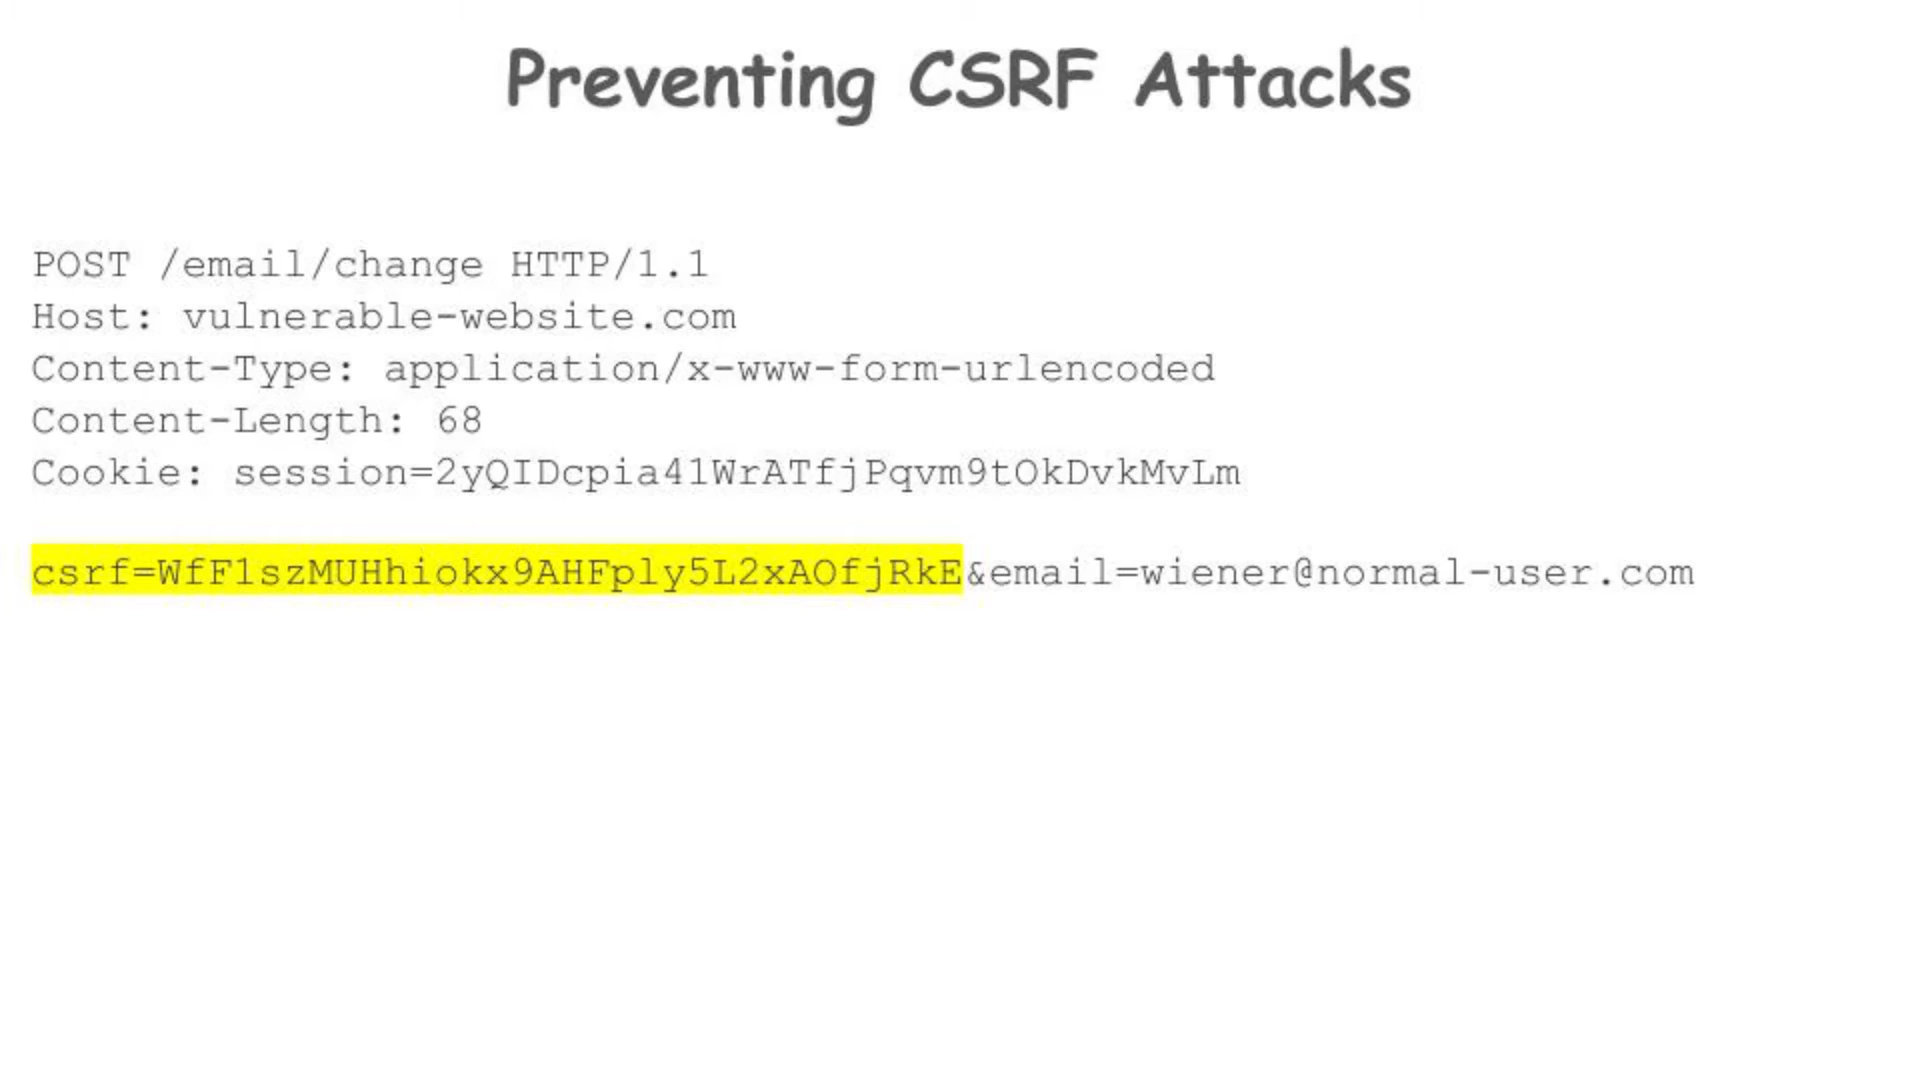 Preventing CSRF Attacks
POST /email/change HTTP/1.1
Host: vulnerable-website.com
Content-Type: application/x-www-form-urlencoded
Content-Length: 68
Cookie: session=2yQIDcpia41WrATfjPqvm9tOkDvkMvLm
csrf=WfF1szMUHhiokx9AHFply5L2xAOfjRkE&email=wiener@normal-user.com